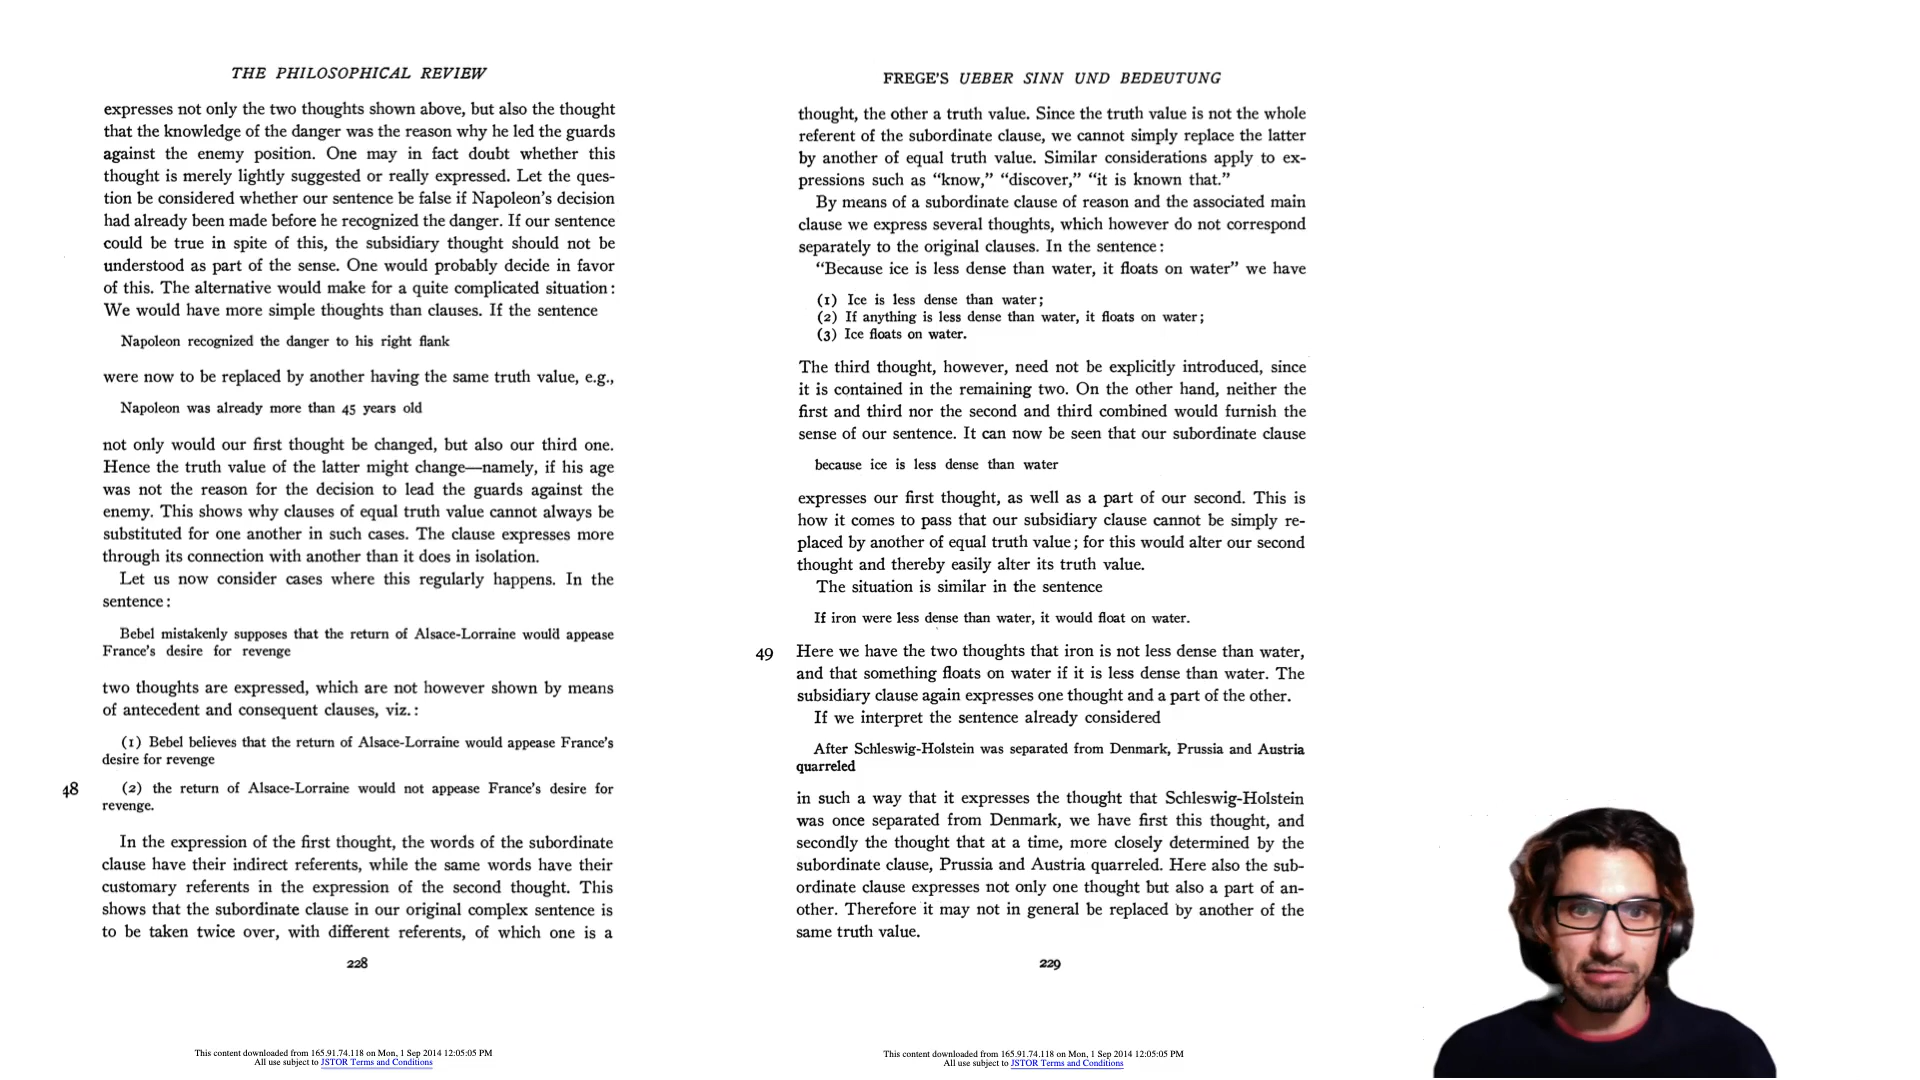 THE PHILOSOPHICAL REVIEW
expresses not only the two thoughts shown above, but also the thought
that the knowledge of the danger was the reason why he led the guards
against the enemy position. One may in fact doubt whether this
thought is merely lightly suggested or really expressed. Let the ques-
tion be considered whether our sentence be false if Napoleon's decision
had already been made before he recognized the danger. If our sentence
could be true in spite of this, the subsidiary thought should not be
understood as part of the sense. One would probably decide in favor
of this. The alternative would make for a quite complicated situation:
We would have more simple thoughts than clauses. If the sentence
Napoleon recognized the danger to his right flank
were now to be replaced by another having the same truth value, e.g.,
Napoleon was already more than 45 years old
not only would our first thought be changed, but also our third one.
Hence the truth value of the latter might change—namely, if his age
was not the reason for the decision to lead the guards against the
enemy. This shows why clauses of equal truth value cannot always be
substituted for one another in such cases. The clause expresses more
through its connection with another than it does in isolation.
Let us now consider cases where this regularly happens. In the
sentence:
Bebel mistakenly supposes that the return of Alsace-Lorraine would appease
France's desire for revenge
two thoughts are expressed, which are not however shown by means
of antecedent and consequent clauses, viz.:
(1) Bebel believes that the return of Alsace-Lorraine would appease France's
desire for revenge
48 (2) the return of Alsace-Lorraine would not appease France's desire for
revenge.
In the expression of the first thought, the words of the subordinate
clause have their indirect referents, while the same words have their
customary referents in the expression of the second thought. This
shows that the subordinate clause in our original complex sentence is
to be taken twice over, with different referents, of which one is a
228
This content downloaded from 165.91.74.118 on Mon, 1 Sep 2014 12:05:05 PM
All use subject to JSTOR Terms and Conditions
FREGE'S UEBER SINN UND BEDEUTUNG
thought, the other a truth value. Since the truth value is not the whole
referent of the subordinate clause, we cannot simply replace the latter
by another of equal truth value. Similar considerations apply to ex-
pressions such as "know," "discover," "it is known that."
By means of a subordinate clause of reason and the associated main
clause we express several thoughts, which however do not correspond
separately to the original clauses. In the sentence:
"Because ice is less dense than water, it floats on water" we have
(1) Ice is less dense than water;
(2) If anything is less dense than water, it floats on water;
(3) Ice floats on water.
The third thought, however, need not be explicitly introduced, since
it is contained in the remaining two. On the other hand, neither the
first and third nor the second and third combined would furnish the
sense of our sentence. It can now be seen that our subordinate clause
because ice is less dense than water
expresses our first thought, as well as a part of our second. This is
how it comes to pass that our subsidiary clause cannot be simply re-
placed by another of equal truth value; for this would alter our second
thought and thereby easily alter its truth value.
The situation is similar in the sentence
If iron were less dense than water, it would float on water.
49 Here we have the two thoughts that iron is not less dense than water,
and that something floats on water if it is less dense than water. The
subsidiary clause again expresses one thought and a part of the other.
If we interpret the sentence already considered
After Schleswig-Holstein was separated from Denmark, Prussia and Austria
quarreled
in such a way that it expresses the thought that Schleswig-Holstein
was once separated from Denmark, we have first this thought, and
secondly the thought that at a time, more closely determined by the
subordinate clause, Prussia and Austria quarreled. Here also the sub-
ordinate clause expresses not only one thought but also a part of an-
other. Therefore it may not in general be replaced by another of the
same truth value.
229
This content downloaded from 165.91.74.118 on Mon, 1 Sep 2014 12:05:05 PM
All use subject to JSTOR Terms and Conditions